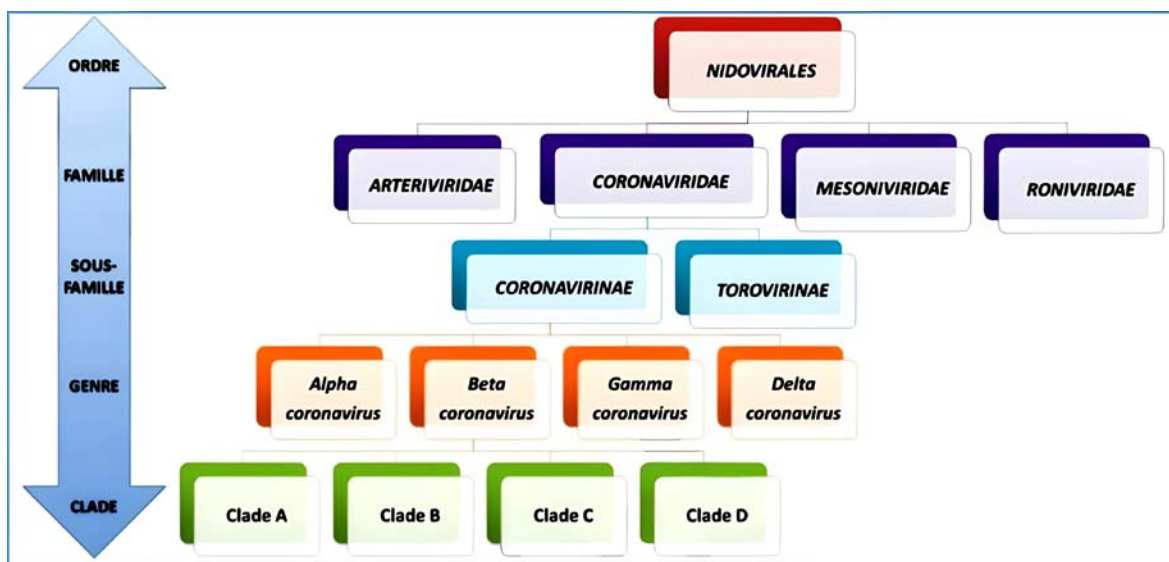 ORDRE
NIDOVIRALES
FAMILLE
ARTERIVIRIDAE
CORONAVIRIDAE
MESONIVIRIDAE
RONIVIRIDAE
SOUS-
FAMILLE
CORONAVIRINAE
TOROVIRINAE
GENRE
Alpha
coronavirus
Beta
coronavirus
Gamma
coronavirus
Delta
coronavirus
CLADE
Clade A
Clade B
Clade C
Clade D